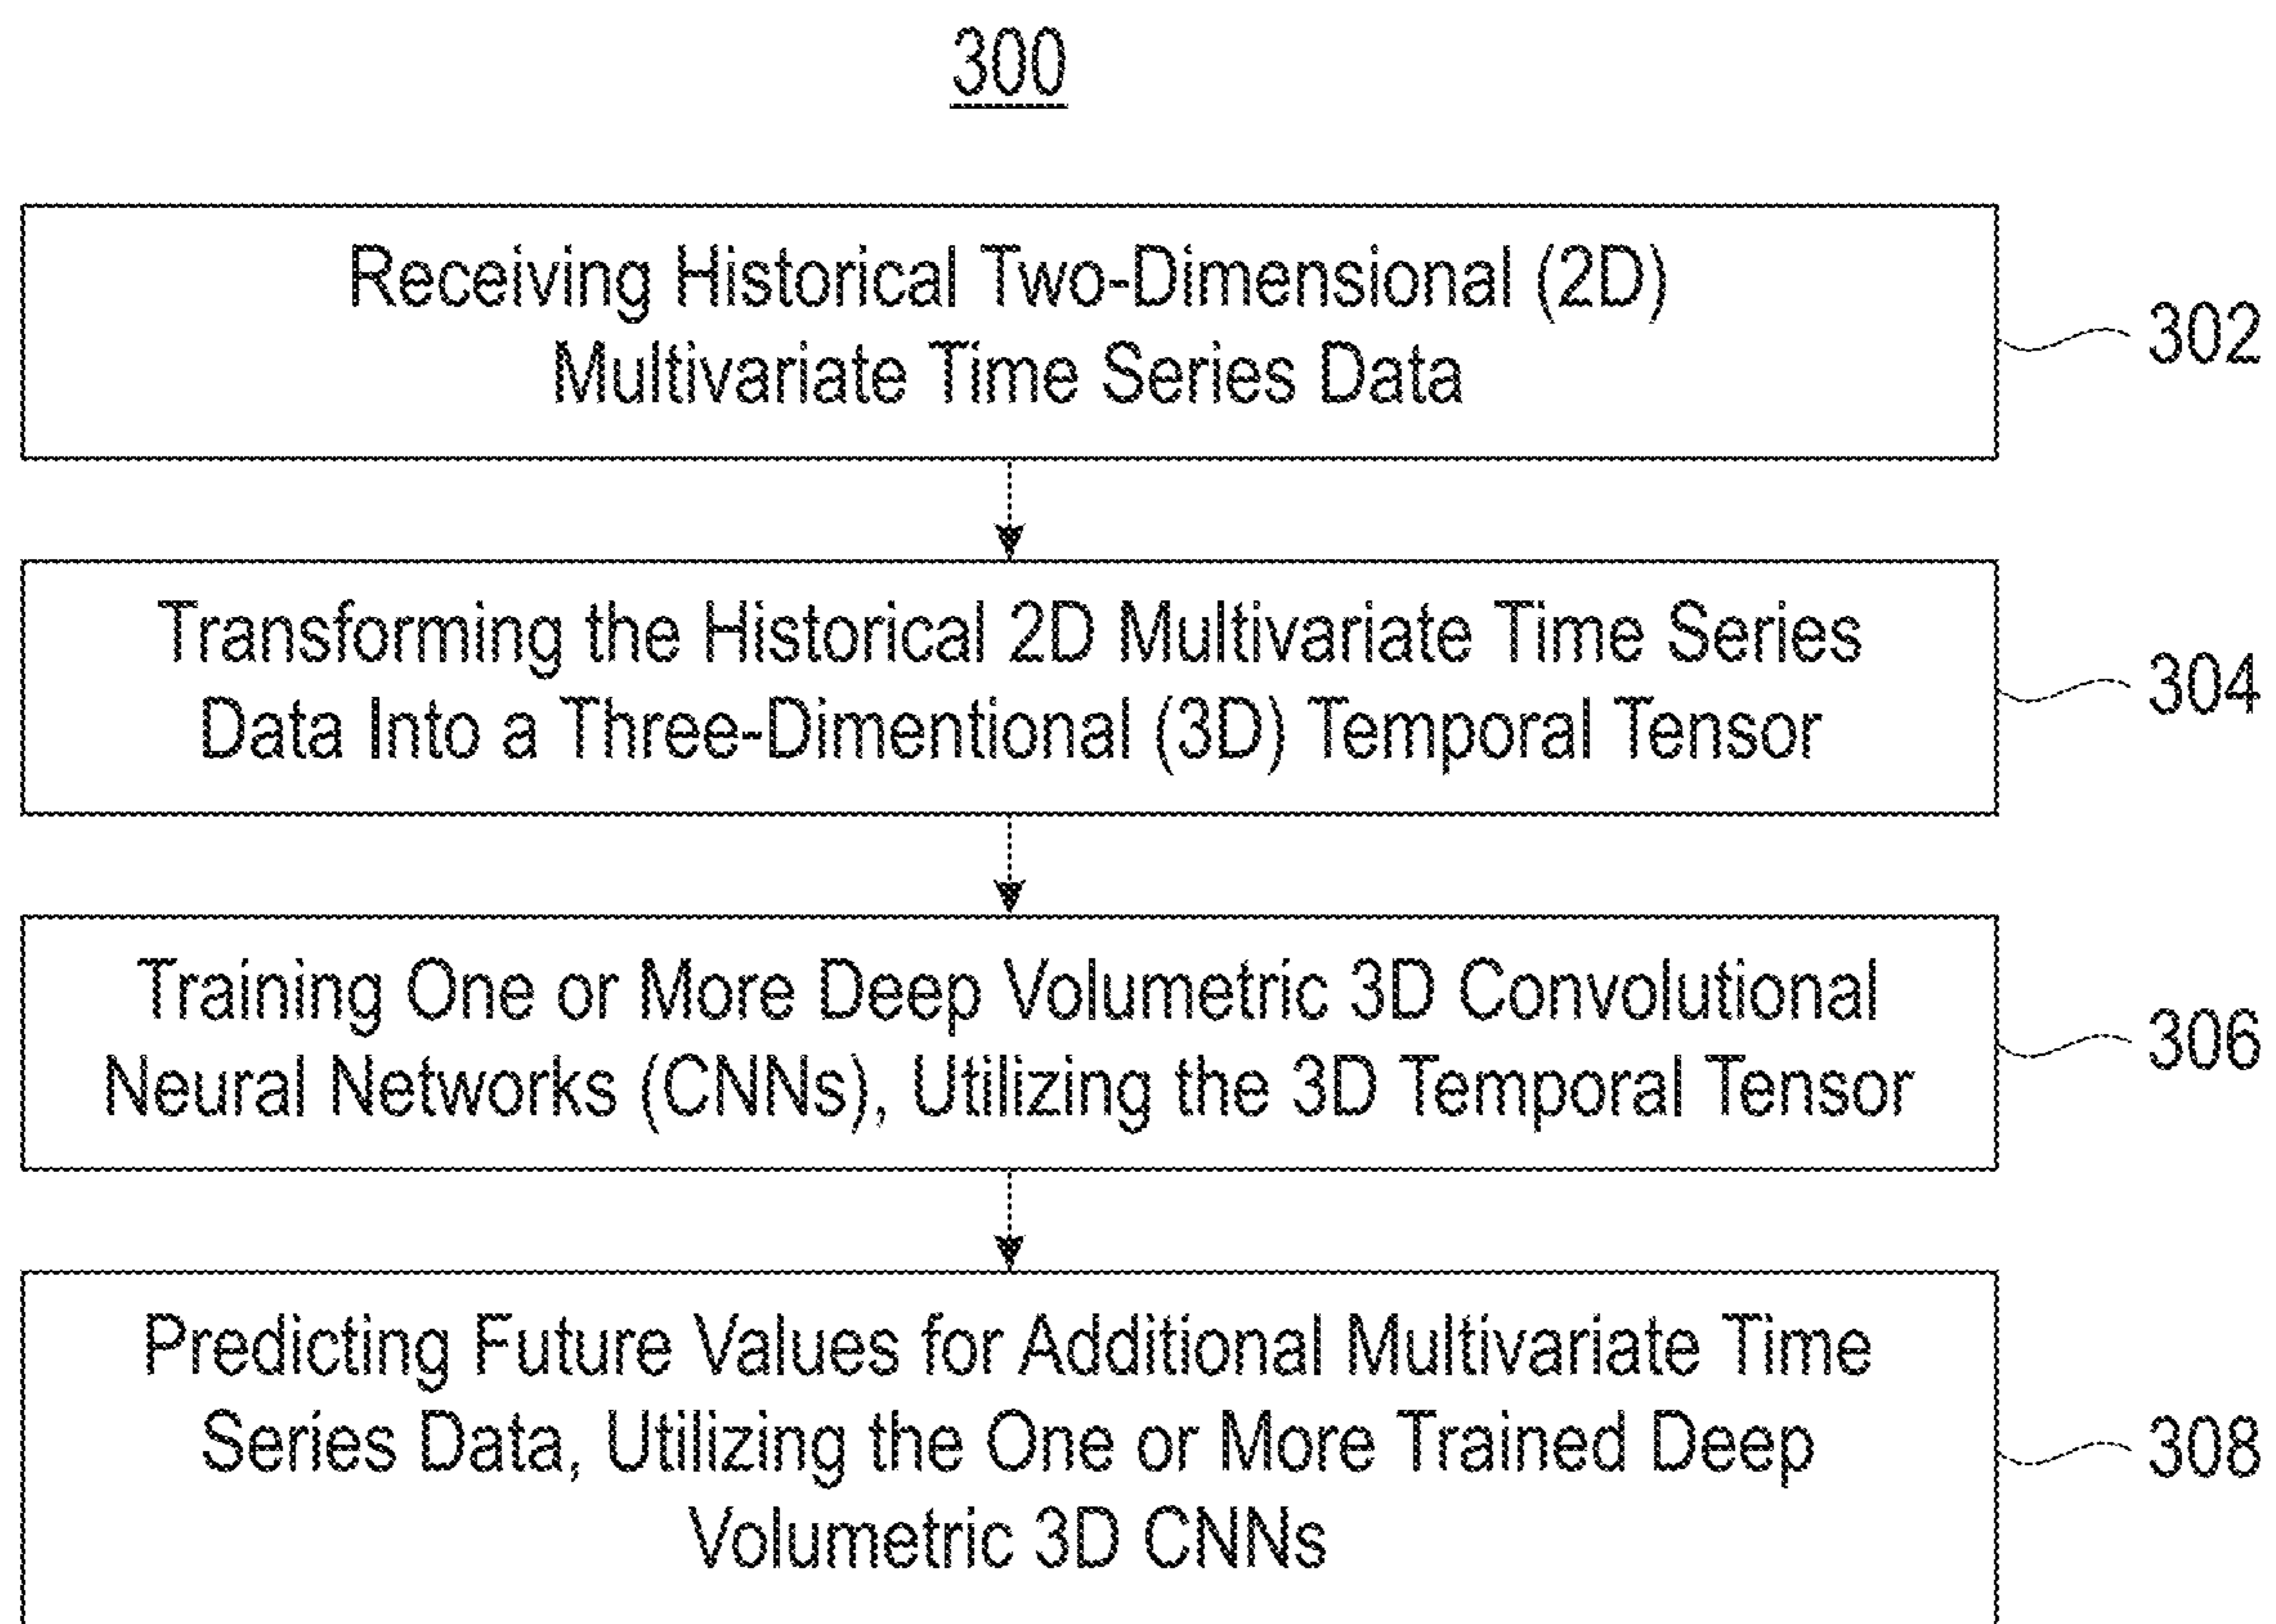 300
Receiving Historical Two-Dimensional (2D)
Multivariate Time Series Data
302
Transforming the Historical 2D Multivariate Time Series
Data Into a Three-Dimentional (3D) Temporal Tensor
304
Training One or More Deep Volumetric 3D Convolutional
Neural Networks (CNNs), Utilizing the 3D Temporal Tensor
306
Predicting Future Values for Additional Multivariate Time
Series Data, Utilizing the One or More Trained Deep
Volumetric 3D CNNs
308